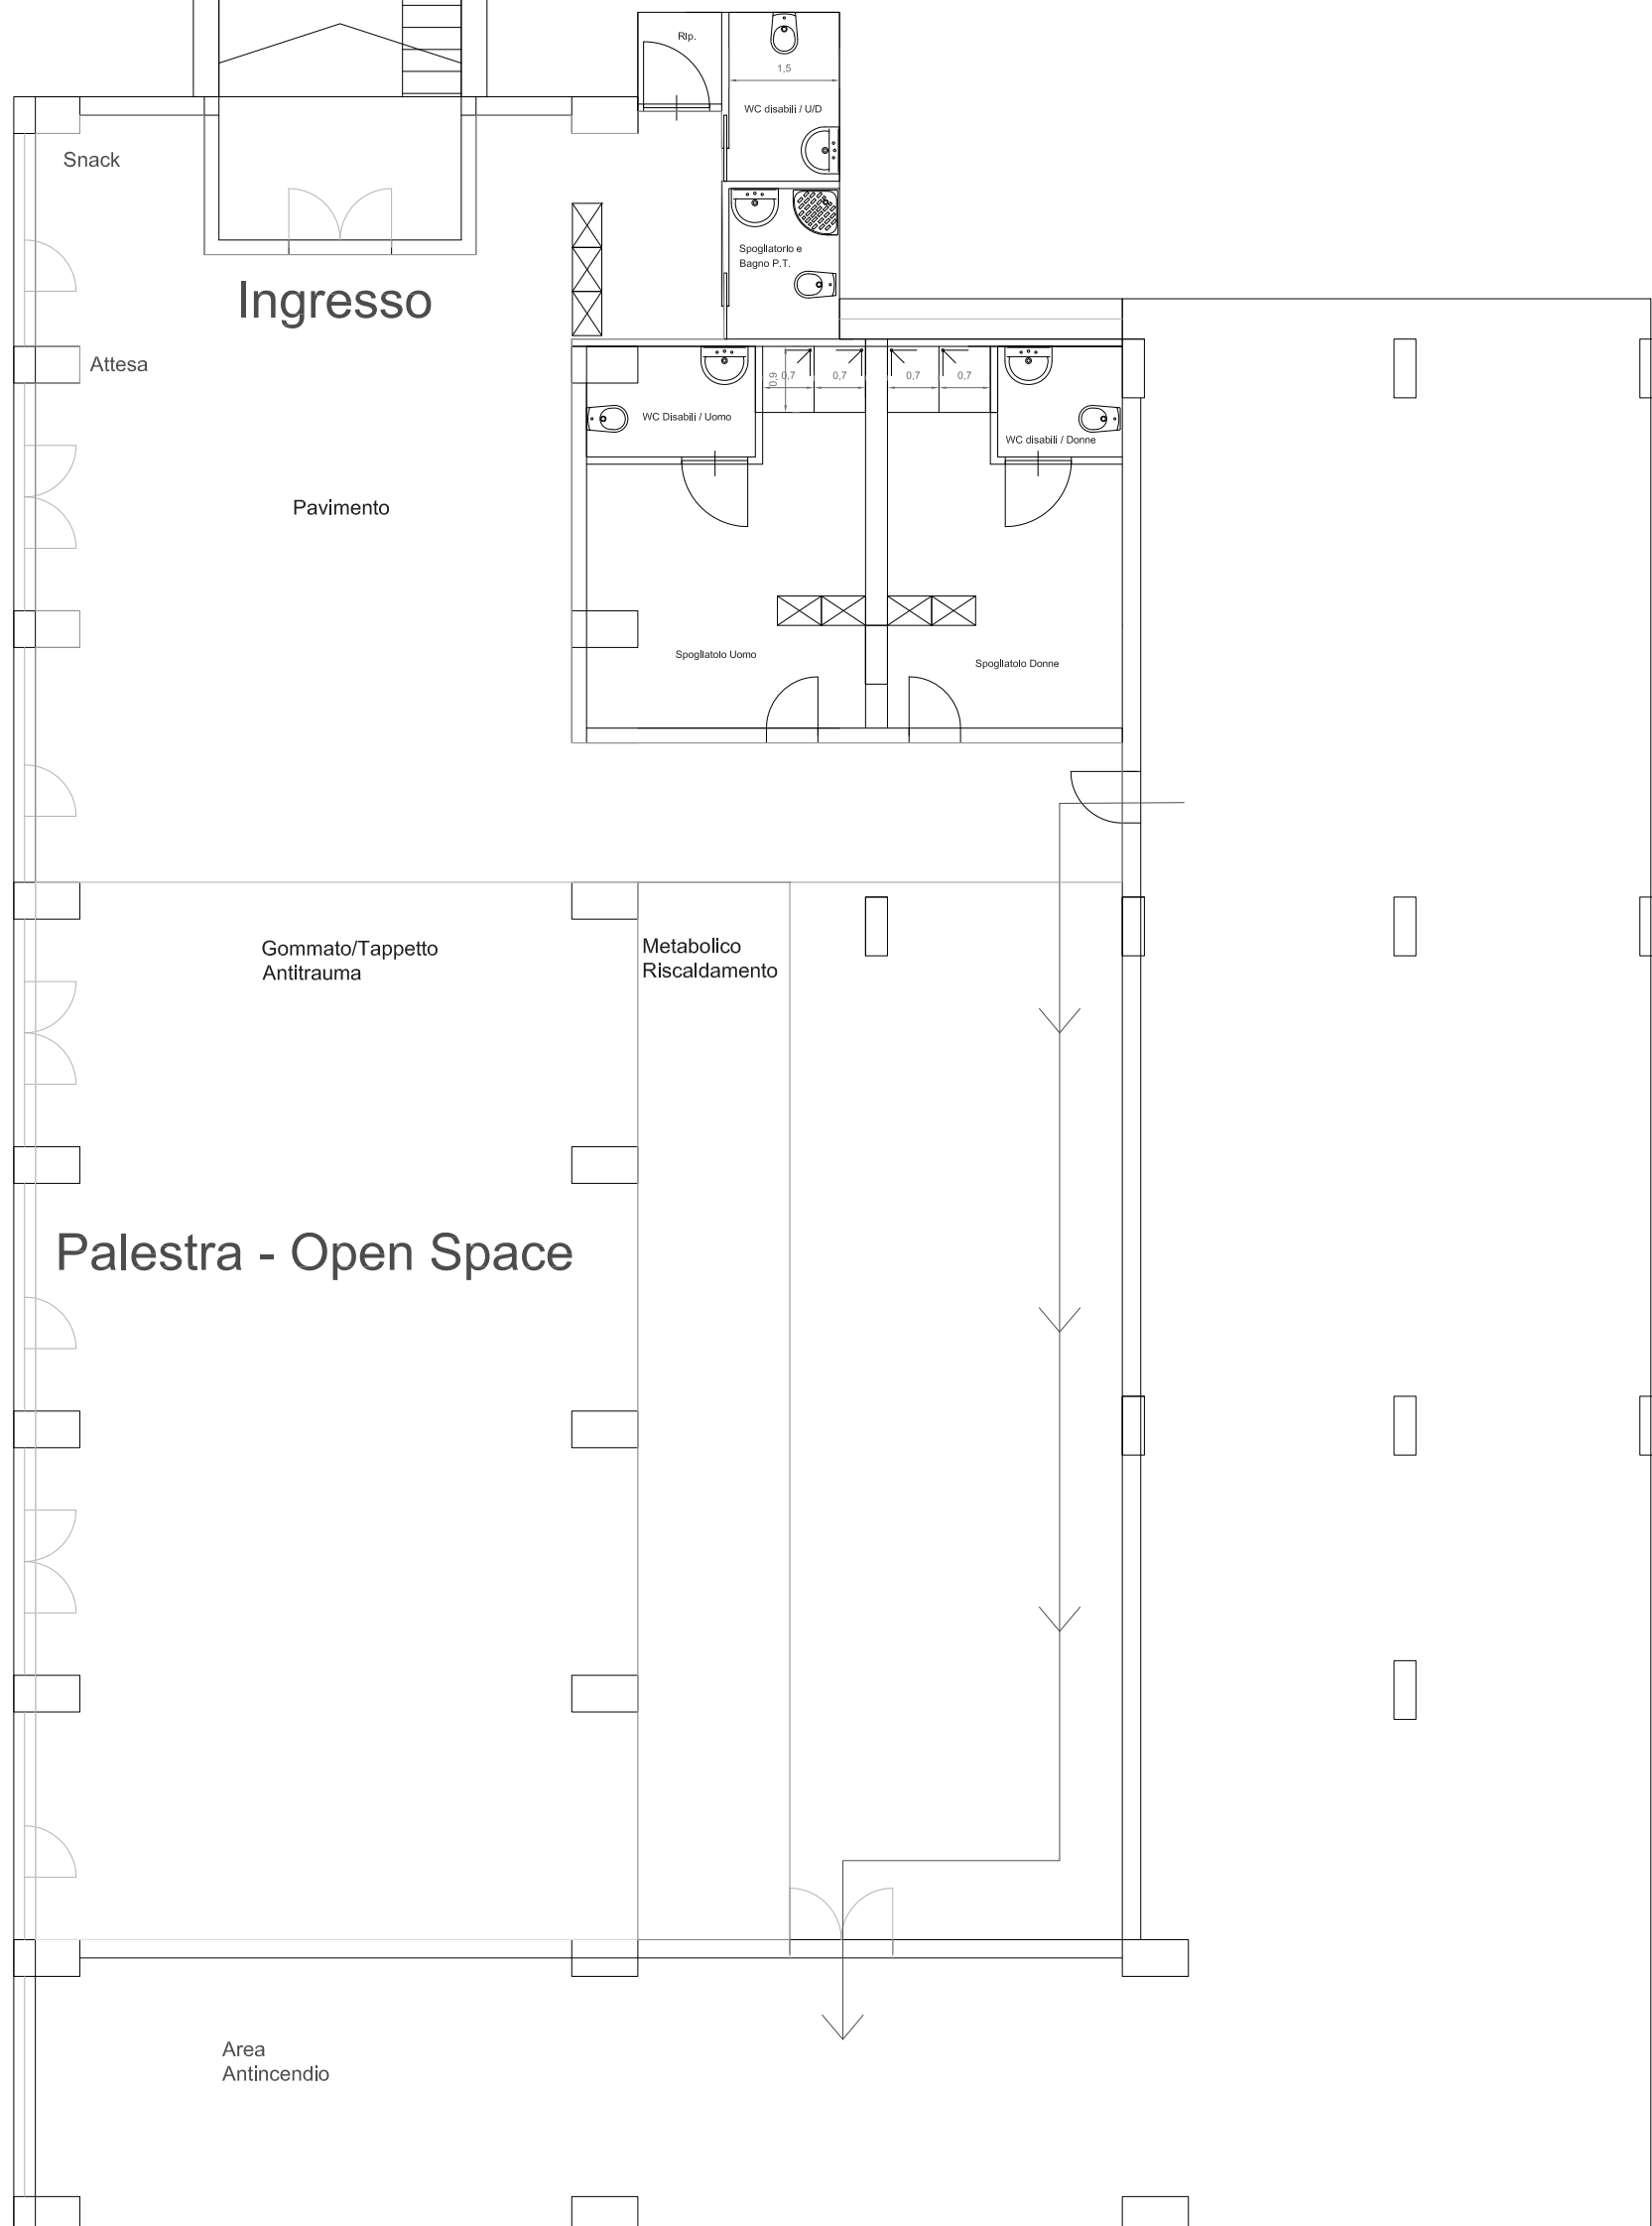 Rip.
1,5
WC disabili / U/D
Snack
Spogliatorio e
Bagno P.T.
Ingresso
Attesa
0,9
0,7
0,7
0,7
0,7
WC Disabili / Uomo
WC disabili / Donne
Pavimento
Spogliatoio Uomo
Spogliatoio Donne
Gommato/Tappetto
Antitrauma
Metabolico
Riscaldamento
Palestra - Open Space
Area
Antincendio